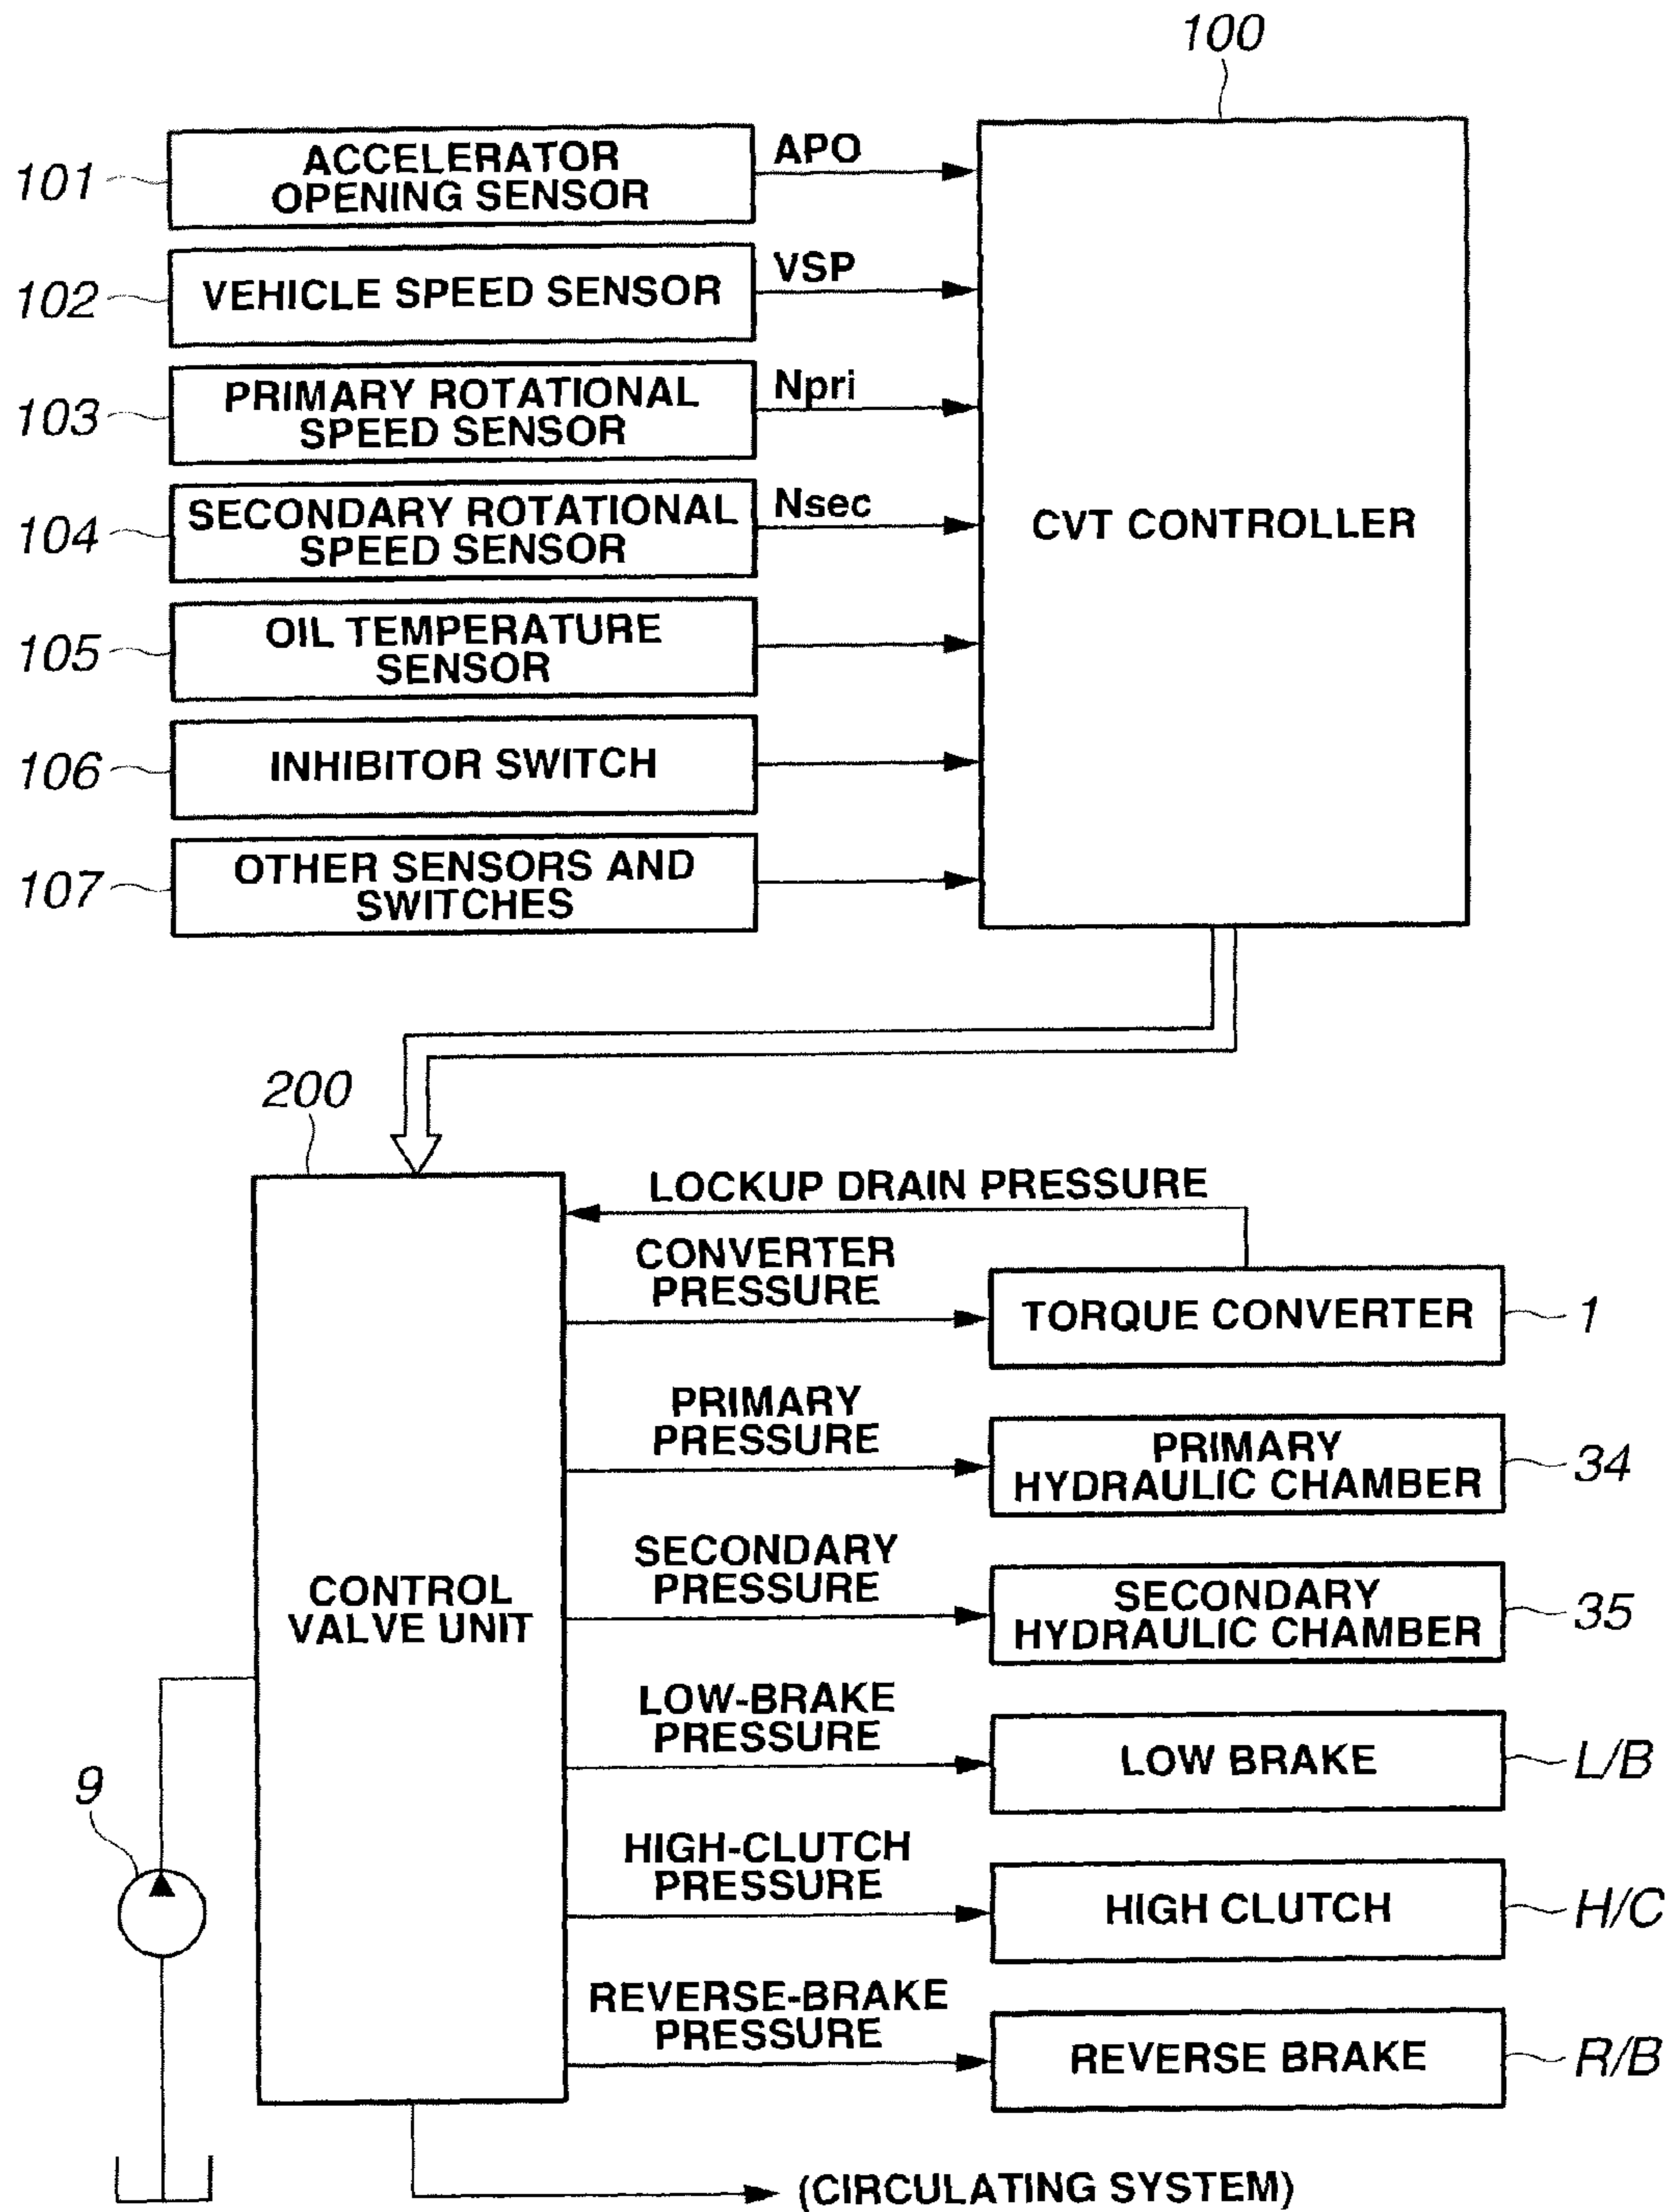 100
101
ACCELERATOR
OPENING SENSOR
APO
102
VEHICLE SPEED SENSOR
VSP
103
PRIMARY ROTATIONAL
SPEED SENSOR
Npri
104
SECONDARY ROTATIONAL
SPEED SENSOR
Nsec
105
OIL TEMPERATURE
SENSOR
106
INHIBITOR SWITCH
107
OTHER SENSORS AND
SWITCHES
CVT CONTROLLER
200
CONTROL
VALVE UNIT
9
LOCKUP DRAIN PRESSURE
CONVERTER
PRESSURE
TORQUE CONVERTER
1
PRIMARY
PRESSURE
PRIMARY
HYDRAULIC CHAMBER
34
SECONDARY
PRESSURE
SECONDARY
HYDRAULIC CHAMBER
35
LOW-BRAKE
PRESSURE
LOW BRAKE
L/B
HIGH-CLUTCH
PRESSURE
HIGH CLUTCH
H/C
REVERSE-BRAKE
PRESSURE
REVERSE BRAKE
R/B
(CIRCULATING SYSTEM)